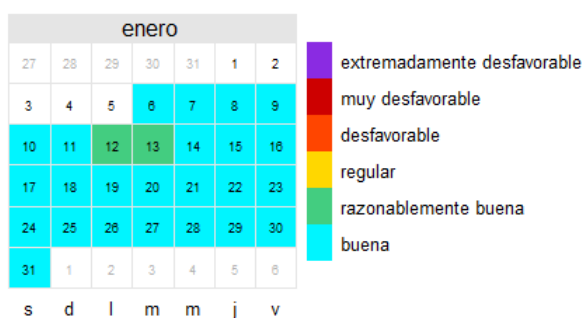 enero
27 28 29 30 31 1 2
3 4 5 6 7 8 9
10 11 12 13 14 15 16
17 18 19 20 21 22 23
24 25 26 27 28 29 30
31 1 2 3 4 5 6
s d l m m j v
extremadamente desfavorable
muy desfavorable
desfavorable
regular
razonablemente buena
buena